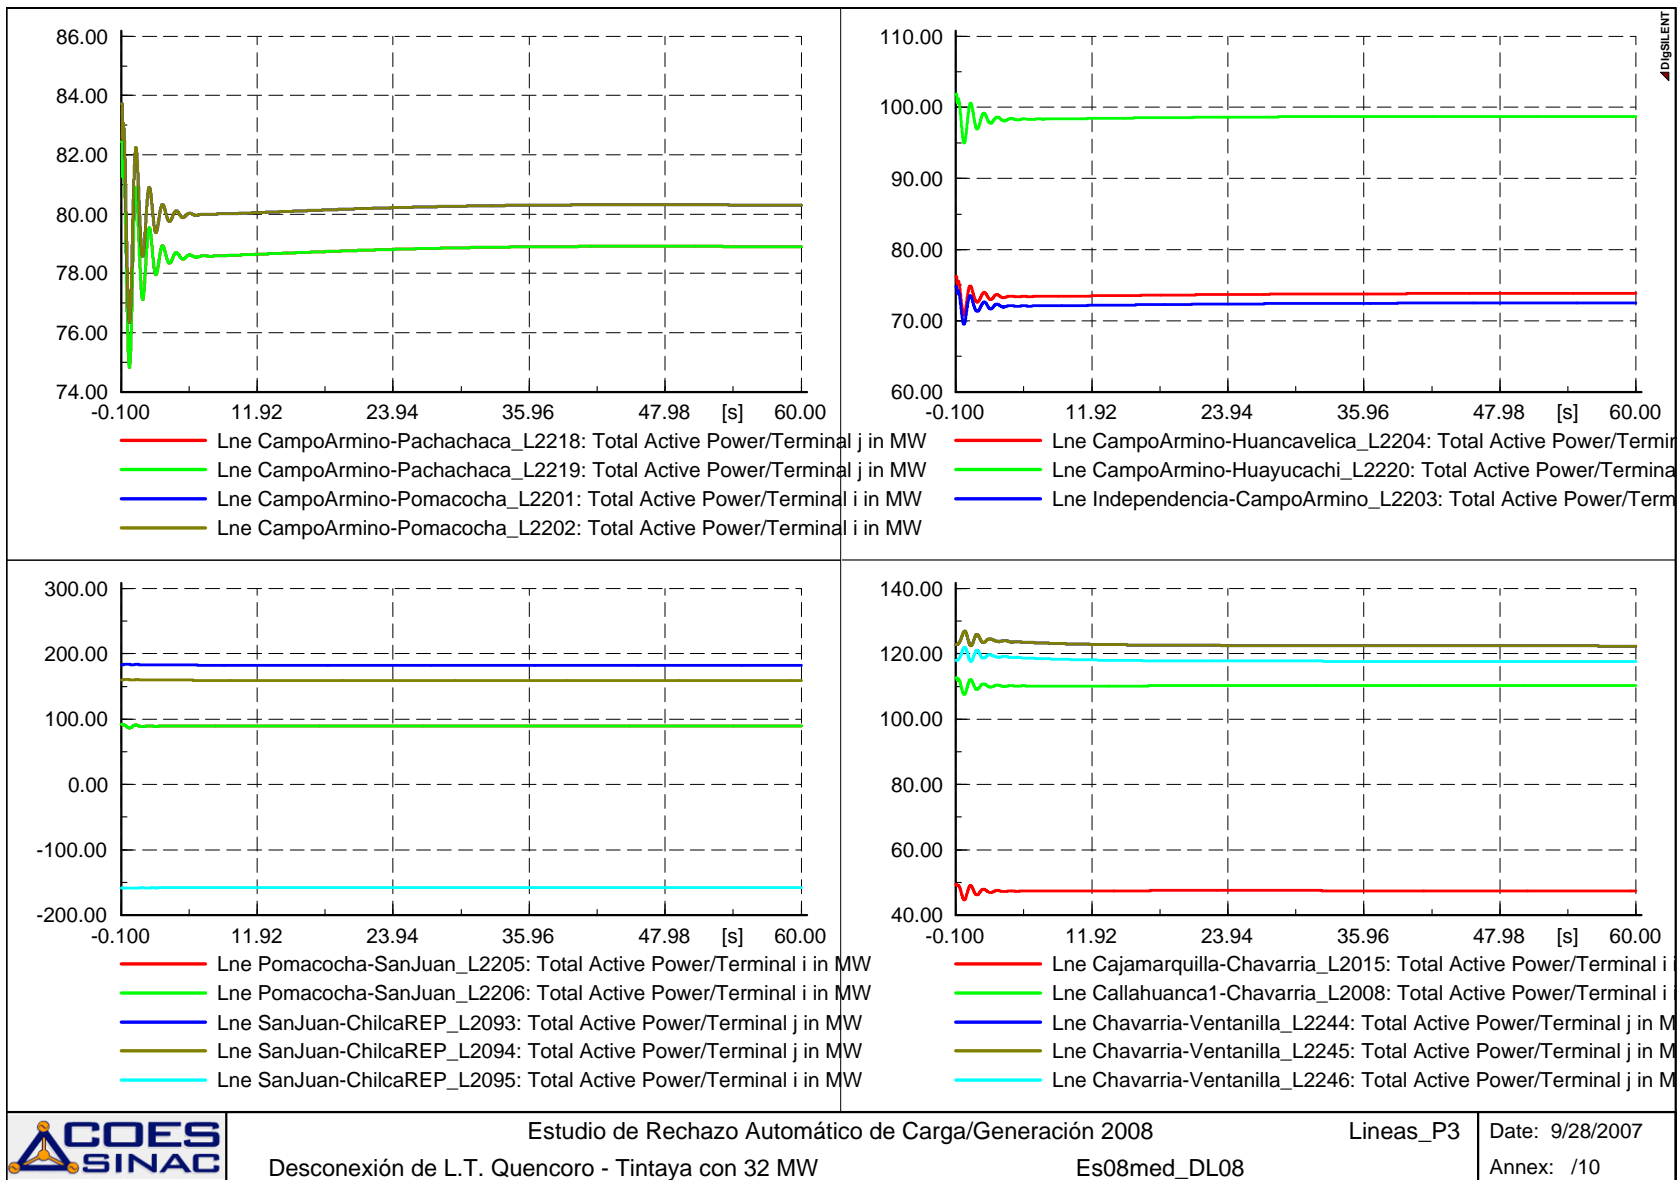 86.00
84.00
82.00
80.00
78.00
76.00
74.00
-0.100 11.92 23.94 35.96 47.98 [s] 60.00
Lne CampoArmino-Pachachaca_L2218: Total Active Power/Terminal j in MW
Lne CampoArmino-Pachachaca_L2219: Total Active Power/Terminal j in MW
Lne CampoArmino-Pomacocha_L2201: Total Active Power/Terminal i in MW
Lne CampoArmino-Pomacocha_L2202: Total Active Power/Terminal i in MW
110.00
100.00
90.00
80.00
70.00
60.00
-0.100 11.92 23.94 35.96 47.98 [s] 60.00
Lne CampoArmino-Huancavelica_L2204: Total Active Power/Termin
Lne CampoArmino-Huayucachi_L2220: Total Active Power/Termina
Lne Independencia-CampoArmino_L2203: Total Active Power/Term
DIgSILENT
300.00
200.00
100.00
0.00
-100.00
-200.00
-0.100 11.92 23.94 35.96 47.98 [s] 60.00
Lne Pomacocha-SanJuan_L2205: Total Active Power/Terminal i in MW
Lne Pomacocha-SanJuan_L2206: Total Active Power/Terminal i in MW
Lne SanJuan-ChilcaREP_L2093: Total Active Power/Terminal j in MW
Lne SanJuan-ChilcaREP_L2094: Total Active Power/Terminal j in MW
Lne SanJuan-ChilcaREP_L2095: Total Active Power/Terminal i in MW
140.00
120.00
100.00
80.00
60.00
40.00
-0.100 11.92 23.94 35.96 47.98 [s] 60.00
Lne Cajamarquilla-Chavarria_L2015: Total Active Power/Terminal i i
Lne Callahuanca1-Chavarria_L2008: Total Active Power/Terminal i i
Lne Chavarria-Ventanilla_L2244: Total Active Power/Terminal j in M
Lne Chavarria-Ventanilla_L2245: Total Active Power/Terminal j in M
Lne Chavarria-Ventanilla_L2246: Total Active Power/Terminal j in M
COES
SINAC
Estudio de Rechazo Automático de Carga/Generación 2008 Lineas_P3
Desconexión de L.T. Quencoro - Tintaya con 32 MW Es08med_DL08
Date: 9/28/2007
Annex: /10